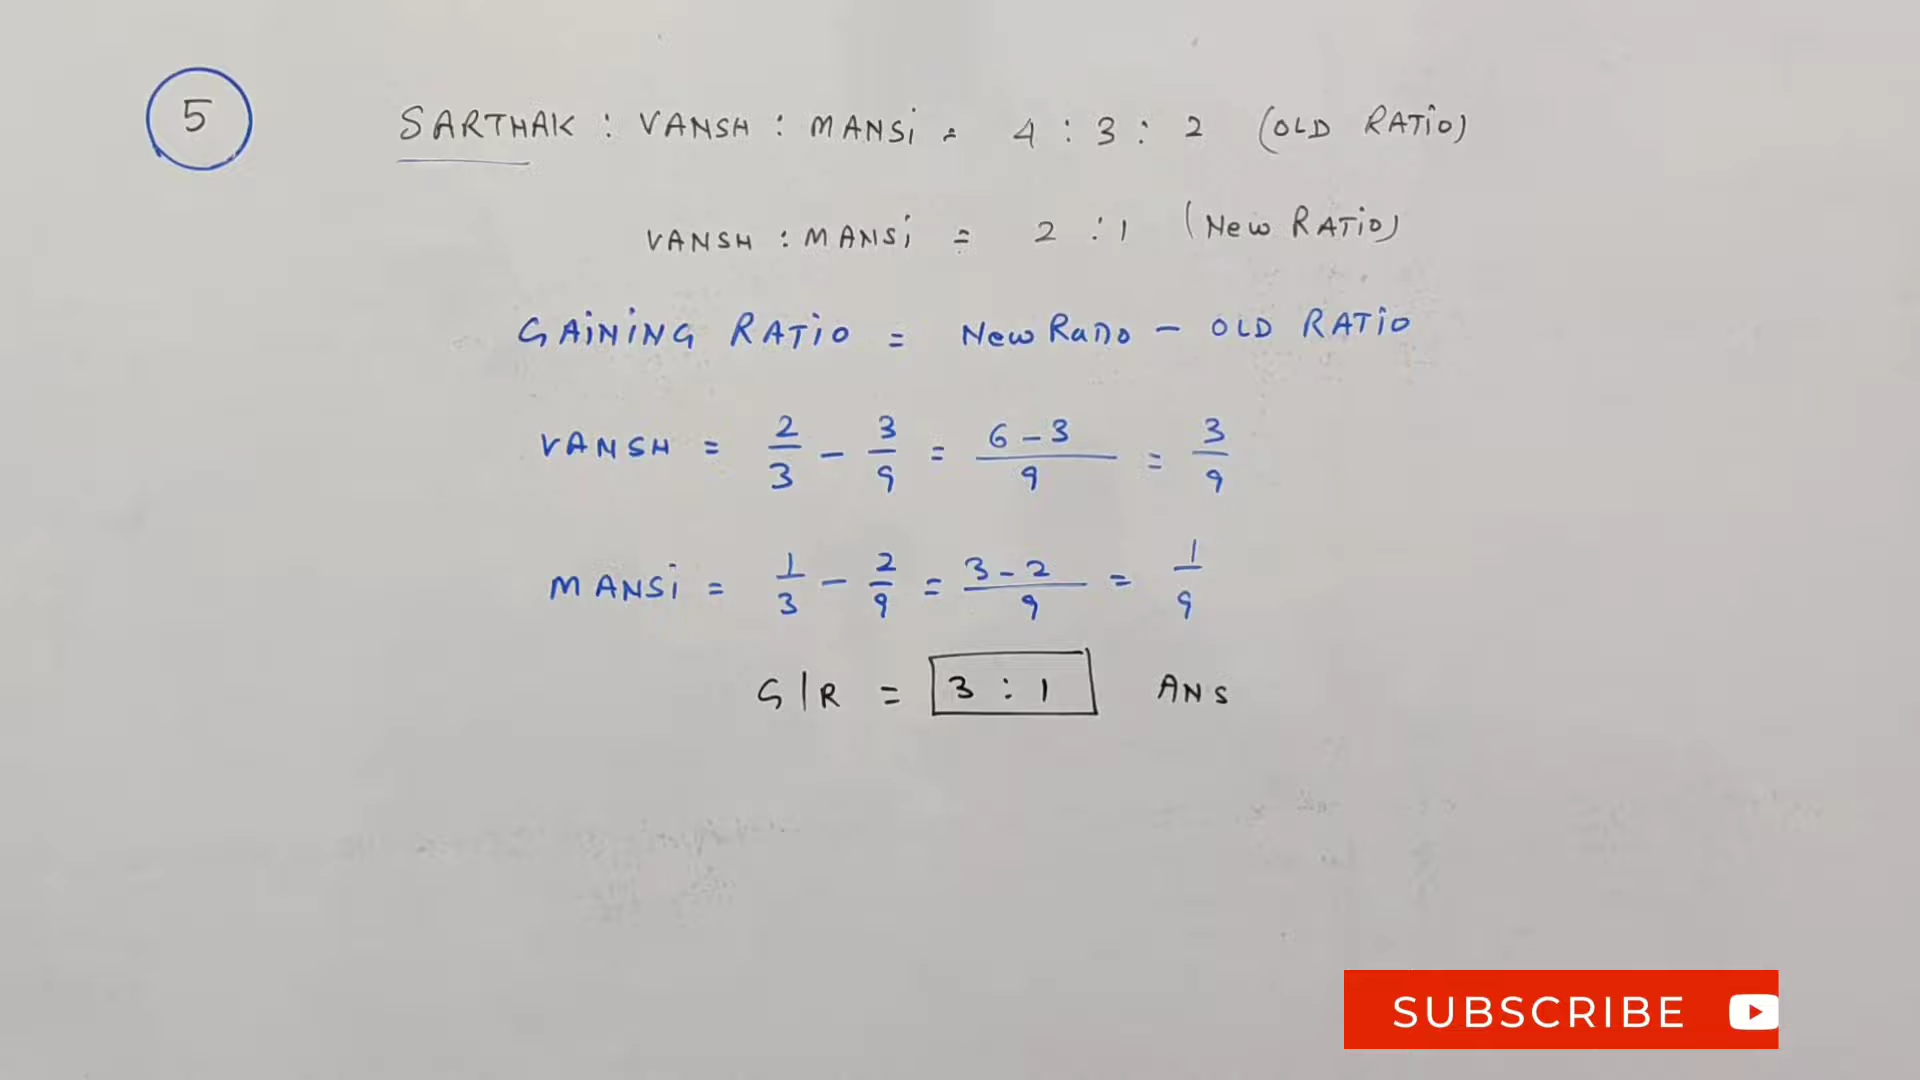 5
SARTHAK : VANSH : MANSi = 4 : 3 : 2 (OLD RATiO)
VANSH : MANSi = 2 : 1 (New RATiO)
GAiNiNG RATiO = New Ratio - OLD RATiO
VANSH = 2/3 - 3/9 = 6-3/9 = 3/9
MANSi = 1/3 - 2/9 = 3-2/9 = 1/9
G/R = 3 : 1 ANS
SUBSCRIBE